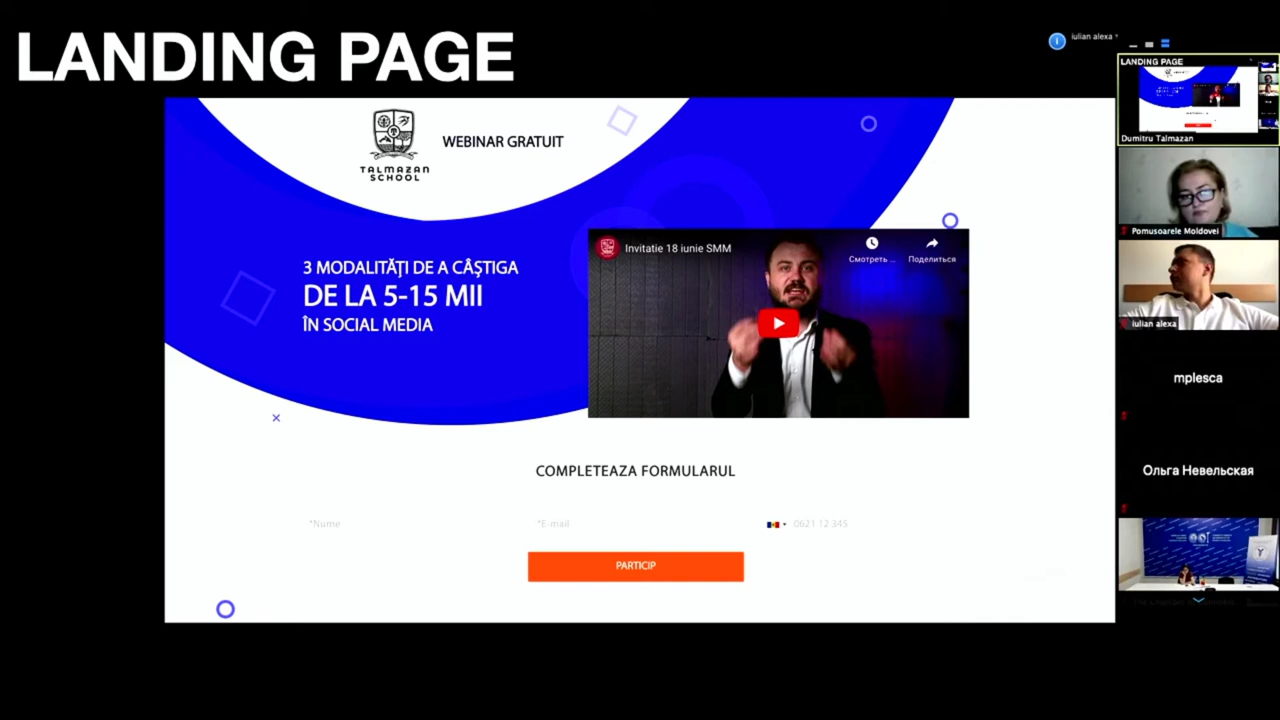 LANDING PAGE
iulian alexa
TALMAZAN
SCHOOL
WEBINAR GRATUIT
3 MODALITĂȚI DE A CÂȘTIGA
DE LA 5-15 MII
ÎN SOCIAL MEDIA
Invitatie 18 iunie SMM
Смотреть ...
Поделиться
COMPLETEAZA FORMULARUL
*Nume
*E-mail
0621 12 345
PARTICIP
LANDING PAGE
Dumitru Talmazan
Pomusoarele Moldovei
iulian alexa
mplesca
Ольга Невельская